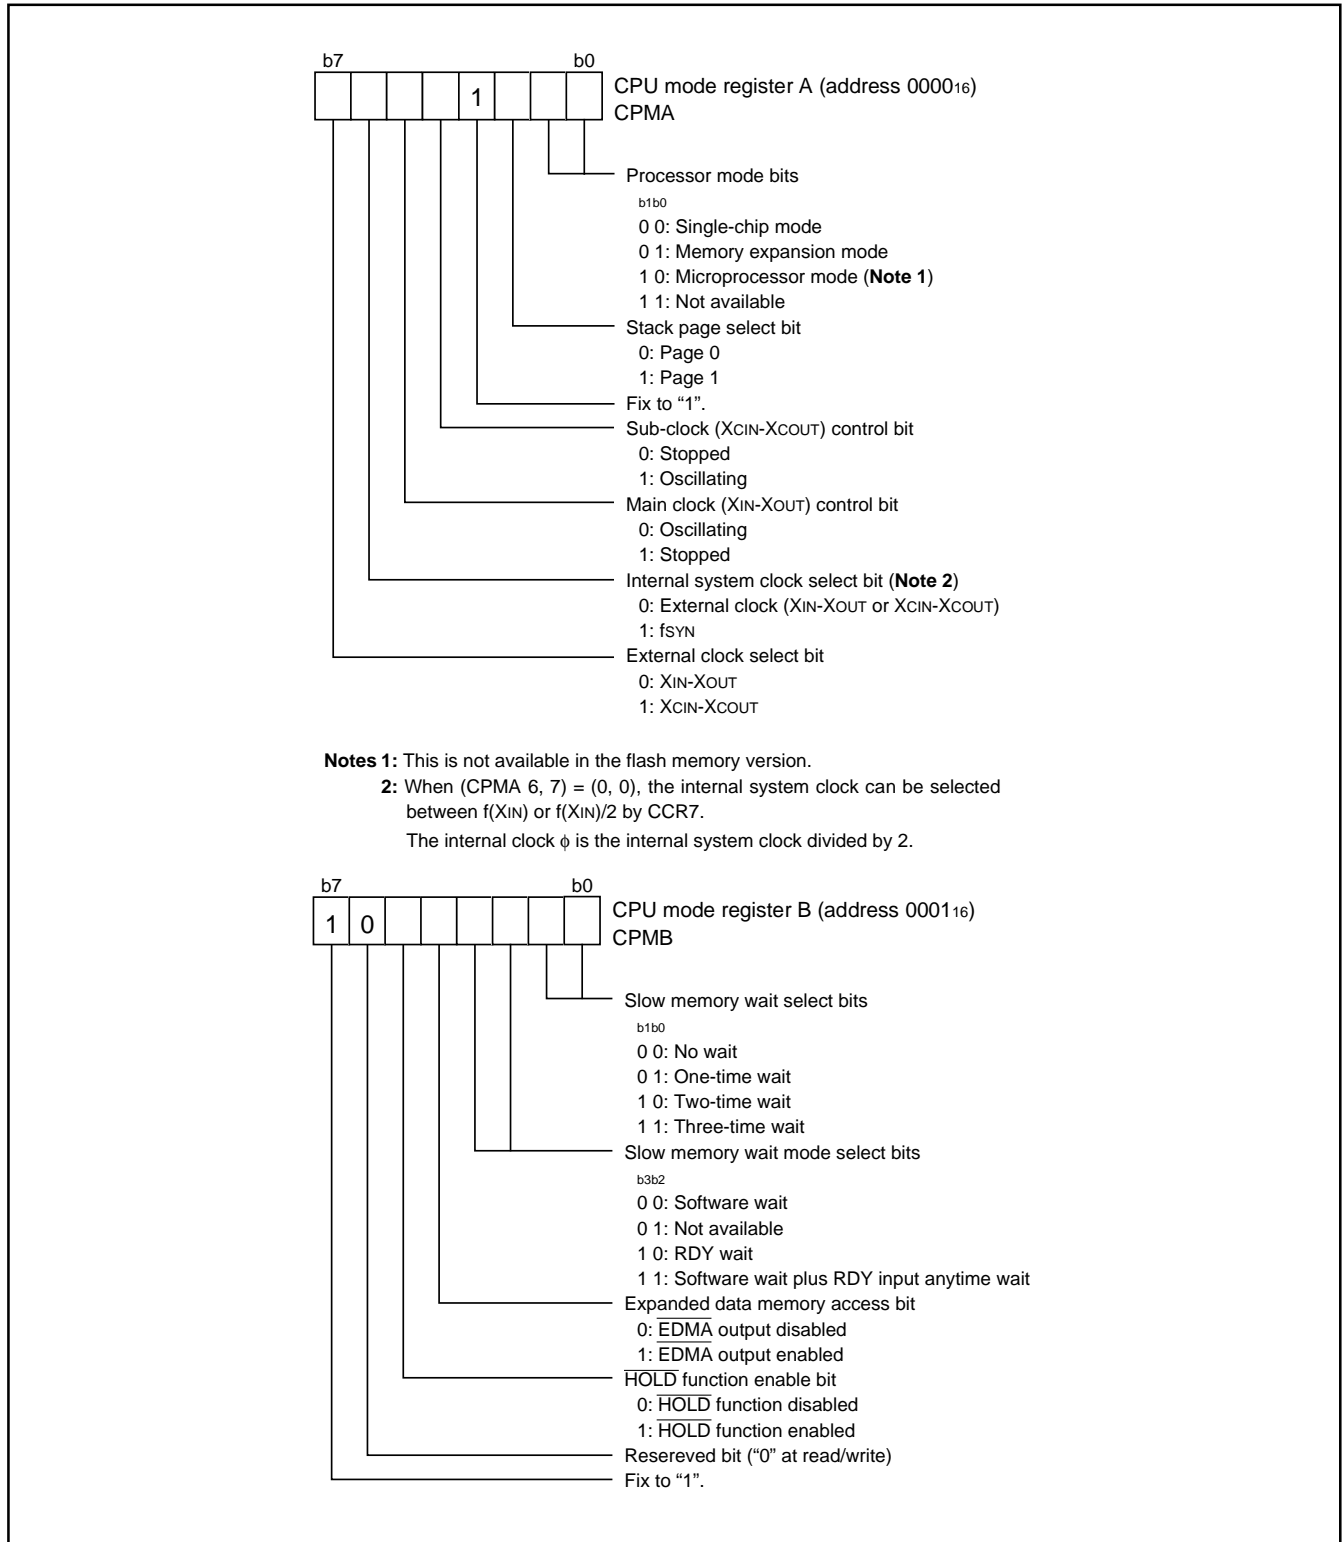 b7 b0
1
CPU mode register A (address 0000₁₆)
CPMA
Processor mode bits
b1b0
0 0: Single-chip mode
0 1: Memory expansion mode
1 0: Microprocessor mode (Note 1)
1 1: Not available
Stack page select bit
0: Page 0
1: Page 1
Fix to “1”.
Sub-clock (XCIN-XCOUT) control bit
0: Stopped
1: Oscillating
Main clock (XIN-XOUT) control bit
0: Oscillating
1: Stopped
Internal system clock select bit (Note 2)
0: External clock (XIN-XOUT or XCIN-XCOUT)
1: fSYN
External clock select bit
0: XIN-XOUT
1: XCIN-XCOUT
Notes 1: This is not available in the flash memory version.
2: When (CPMA 6, 7) = (0, 0), the internal system clock can be selected
between f(XIN) or f(XIN)/2 by CCR7.
The internal clock ϕ is the internal system clock divided by 2.
b7 b0
1 0
CPU mode register B (address 0001₁₆)
CPMB
Slow memory wait select bits
b1b0
0 0: No wait
0 1: One-time wait
1 0: Two-time wait
1 1: Three-time wait
Slow memory wait mode select bits
b3b2
0 0: Software wait
0 1: Not available
1 0: RDY wait
1 1: Software wait plus RDY input anytime wait
Expanded data memory access bit
0: EDMA output disabled
1: EDMA output enabled
HOLD function enable bit
0: HOLD function disabled
1: HOLD function enabled
Resereved bit (“0” at read/write)
Fix to “1”.